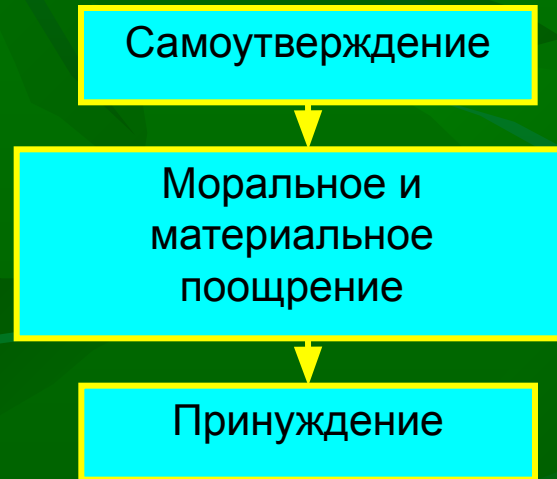 Самоутверждение
Моральное и
материальное
поощрение
Принуждение